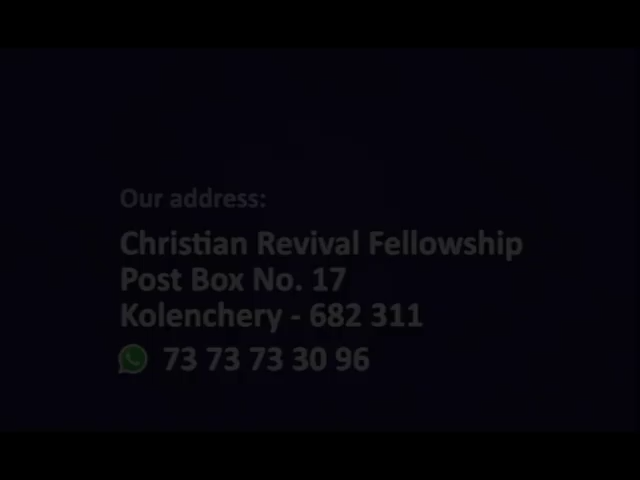 Our address:
Christian Revival Fellowship
Post Box No. 17
Kolenchery - 682 311
73 73 73 30 96